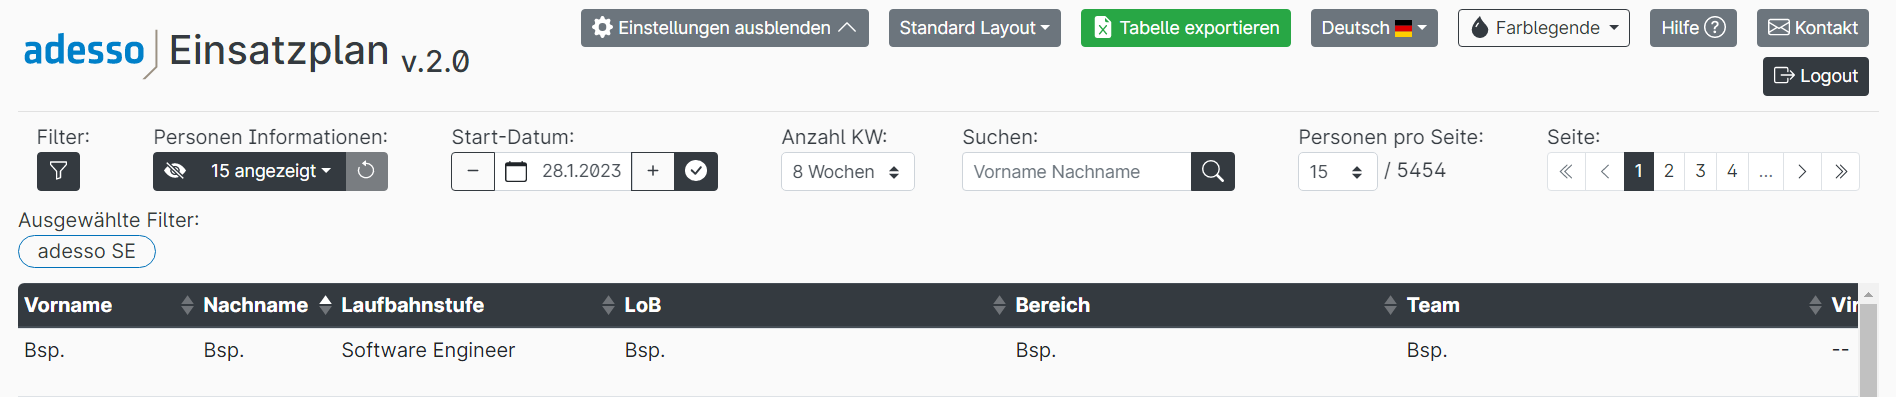 Einstellungen ausblenden Standard Layout Tabelle exportieren Deutsch Farblegende Hilfe Kontakt
adesso Einsatzplan v.2.0
Logout
Filter: Personen Informationen: Start-Datum: Anzahl KW: Suchen: Personen pro Seite: Seite:
15 angezeigt − 28.1.2023 + 8 Wochen Vorname Nachname 15 / 5454 « ‹ 1 2 3 4 ... › »
Ausgewählte Filter:
adesso SE
Vorname Nachname Laufbahnstufe LoB Bereich Team Vir
Bsp. Bsp. Software Engineer Bsp. Bsp. Bsp. --